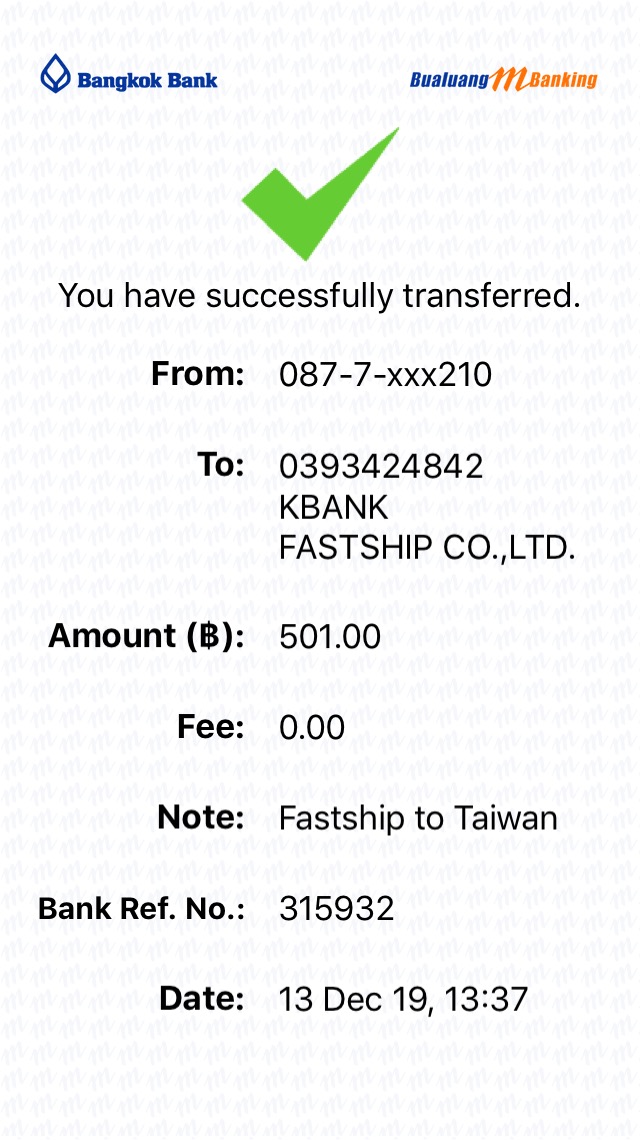 Bangkok Bank
Bualuang mBanking
You have successfully transferred.
From: 087-7-xxx210
To: 0393424842
KBANK
FASTSHIP CO.,LTD.
Amount (฿): 501.00
Fee: 0.00
Note: Fastship to Taiwan
Bank Ref. No.: 315932
Date: 13 Dec 19, 13:37